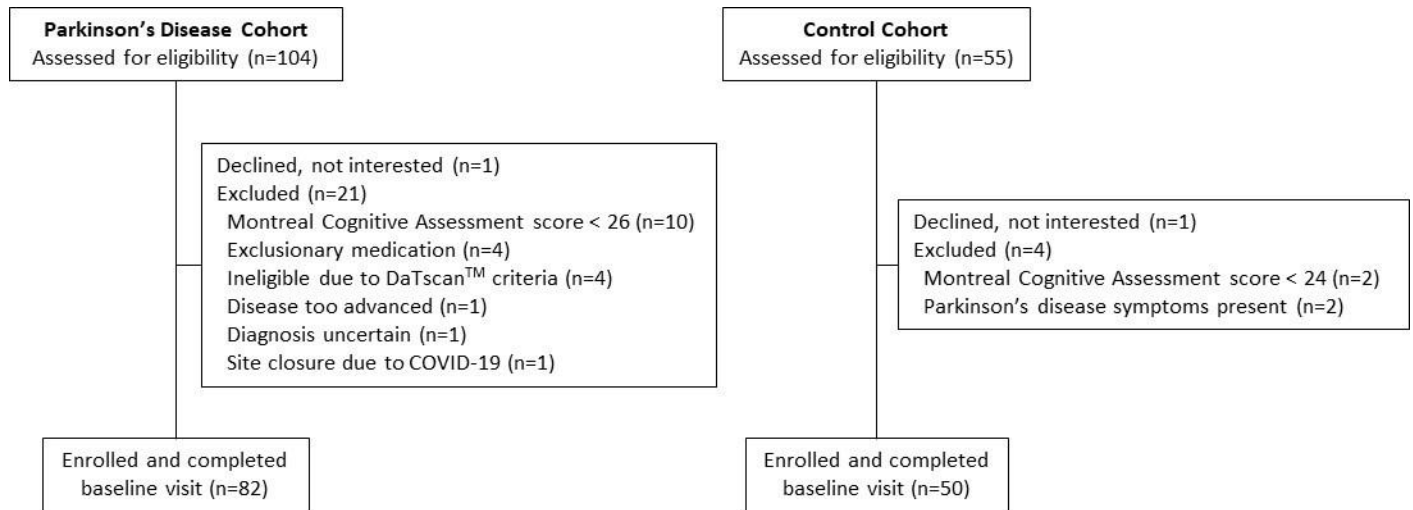 Parkinson's Disease Cohort
Assessed for eligibility (n=104)
Declined, not interested (n=1)
Excluded (n=21)
Montreal Cognitive Assessment score < 26 (n=10)
Exclusionary medication (n=4)
Ineligible due to DaTscan™ criteria (n=4)
Disease too advanced (n=1)
Diagnosis uncertain (n=1)
Site closure due to COVID-19 (n=1)
Enrolled and completed
baseline visit (n=82)
Control Cohort
Assessed for eligibility (n=55)
Declined, not interested (n=1)
Excluded (n=4)
Montreal Cognitive Assessment score < 24 (n=2)
Parkinson's disease symptoms present (n=2)
Enrolled and completed
baseline visit (n=50)